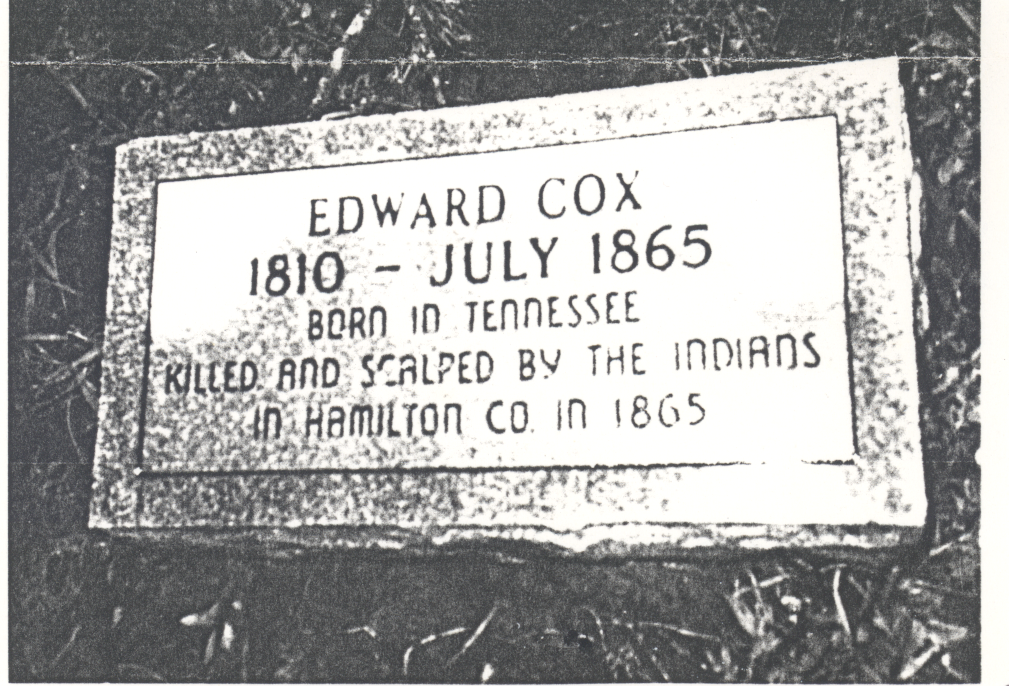 EDWARD COX
1810 - JULY 1865
BORN IN TENNESSEE
KILLED AND SCALPED BY THE INDIANS
IN HAMILTON CO. IN 1865